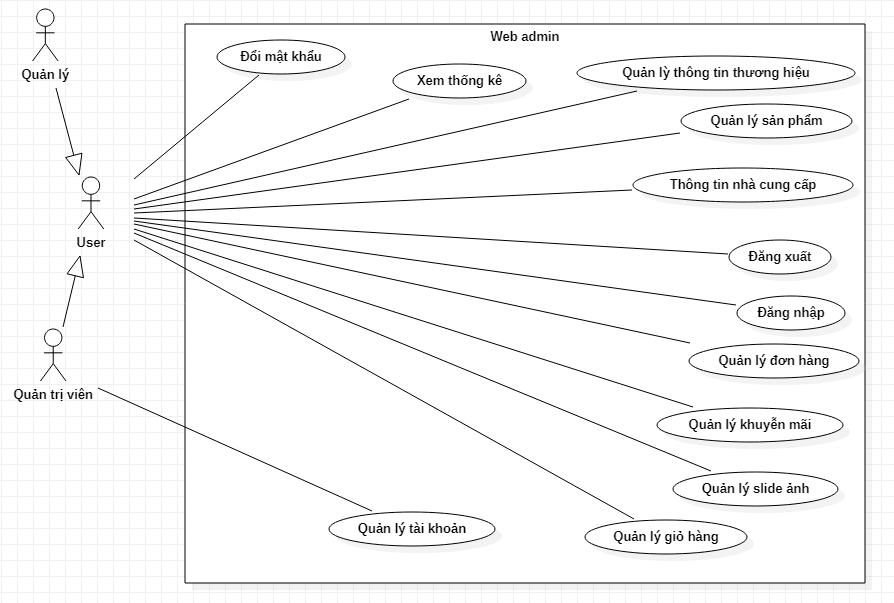 Quản lý
User
Quản trị viên
Web admin
Đổi mật khẩu
Xem thống kê
Quản lỳ thông tin thương hiệu
Quản lý sản phẩm
Thông tin nhà cung cấp
Đăng xuất
Đăng nhập
Quản lý đơn hàng
Quản lý khuyễn mãi
Quản lý slide ảnh
Quản lý giỏ hàng
Quản lý tài khoản